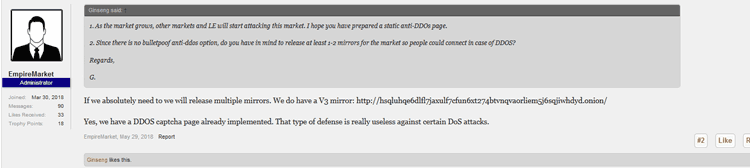 Ginseng said:
1. As the market grows, other markets and LE will start attacking this market. I hope you have prepared a static anti-DDOs page.
2. Since there is no bulletpoof anti-ddos option, do you have in mind to release at least 1-2 mirrors for the market so people could connect in case of DDOS?
Regards,
G.
EmpireMarket
Administrator
Joined: Mar 30, 2018
Messages: 90
Likes Received: 33
Trophy Points: 18
If we absolutely need to we will release multiple mirrors. We do have a V3 mirror: http://hsqluhqe6dlfl7jaxulf7cfun6xt274btvnqvaorliem5j6sqjiwhdyd.onion/
Yes, we have a DDOS captcha page already implemented. That type of defense is really useless against certain DoS attacks.
EmpireMarket, May 29, 2018 Report
#2 Like R
Ginseng likes this.